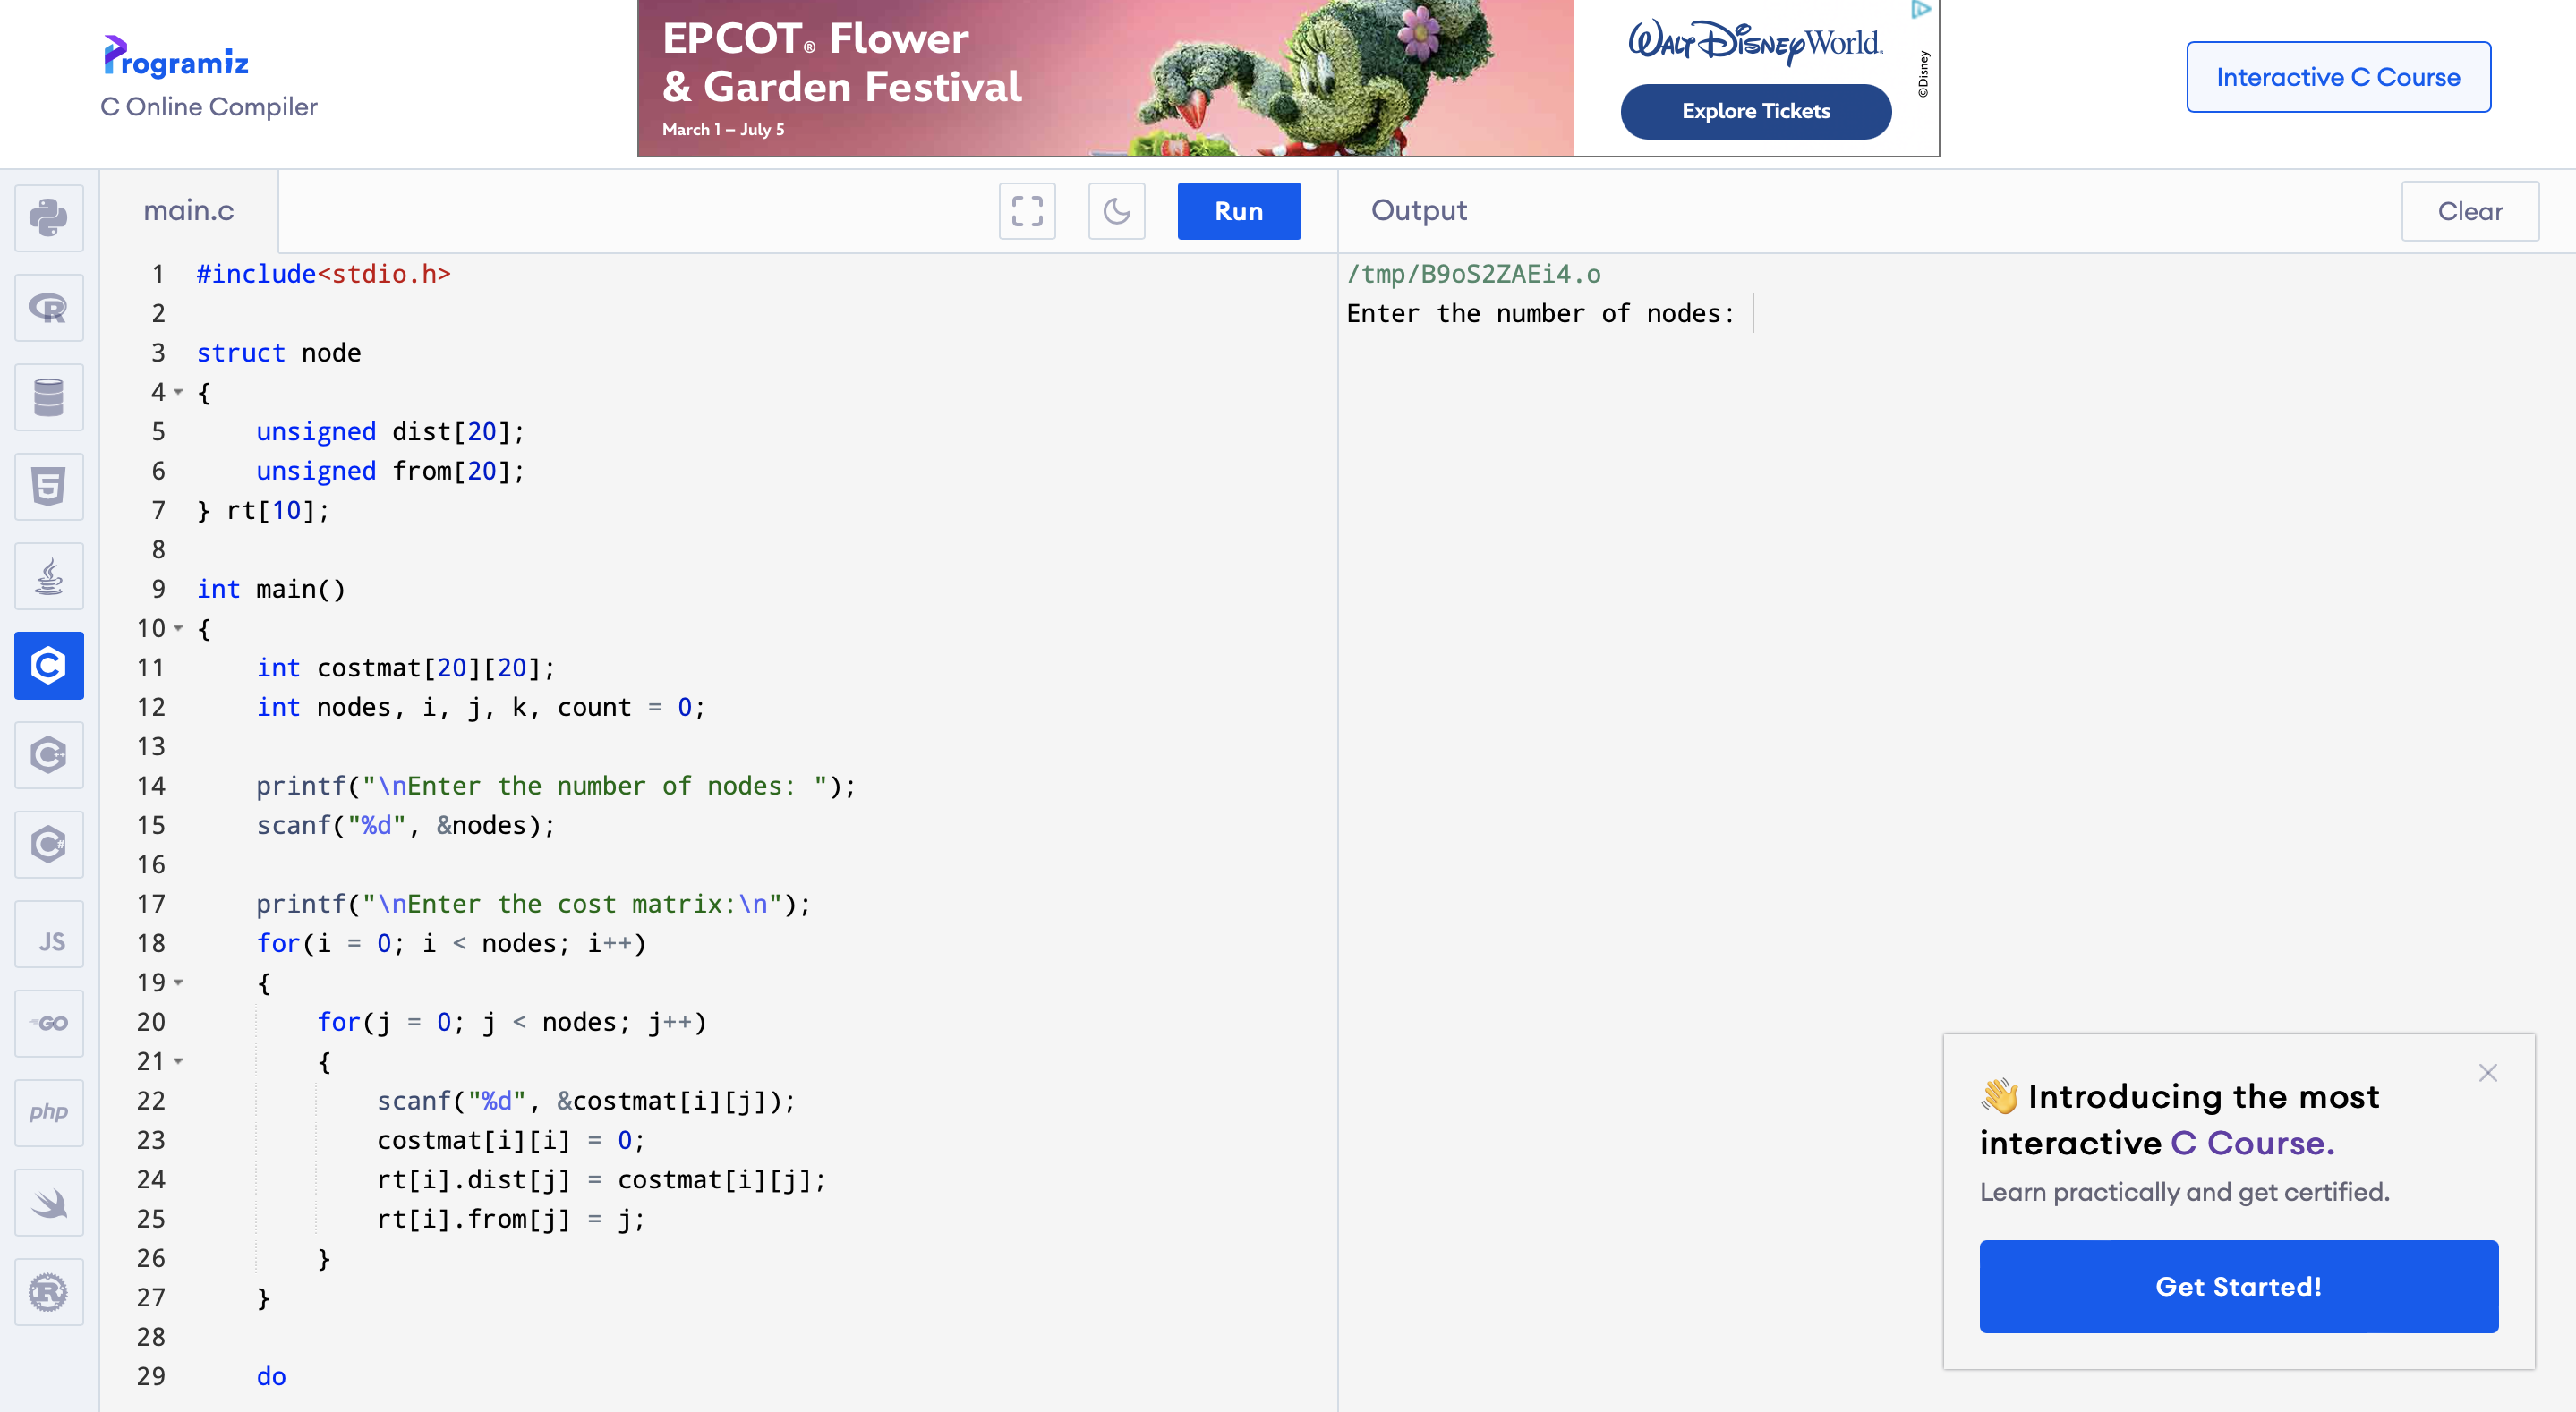 Programiz
C Online Compiler
EPCOT® Flower
& Garden Festival
March 1 – July 5
Walt Disney World
Explore Tickets
©Disney
Interactive C Course
main.c
Run
Output
Clear
1 #include<stdio.h>
2
3 struct node
4 {
5     unsigned dist[20];
6     unsigned from[20];
7 } rt[10];
8
9 int main()
10 {
11     int costmat[20][20];
12     int nodes, i, j, k, count = 0;
13
14     printf("\nEnter the number of nodes: ");
15     scanf("%d", &nodes);
16
17     printf("\nEnter the cost matrix:\n");
18     for(i = 0; i < nodes; i++)
19     {
20         for(j = 0; j < nodes; j++)
21         {
22             scanf("%d", &costmat[i][j]);
23             costmat[i][i] = 0;
24             rt[i].dist[j] = costmat[i][j];
25             rt[i].from[j] = j;
26         }
27     }
28
29     do
/tmp/B9oS2ZAEi4.o
Enter the number of nodes:
R
5
C
C++
C#
JS
GO
php
R
👋 Introducing the most
interactive C Course.
Learn practically and get certified.
Get Started!